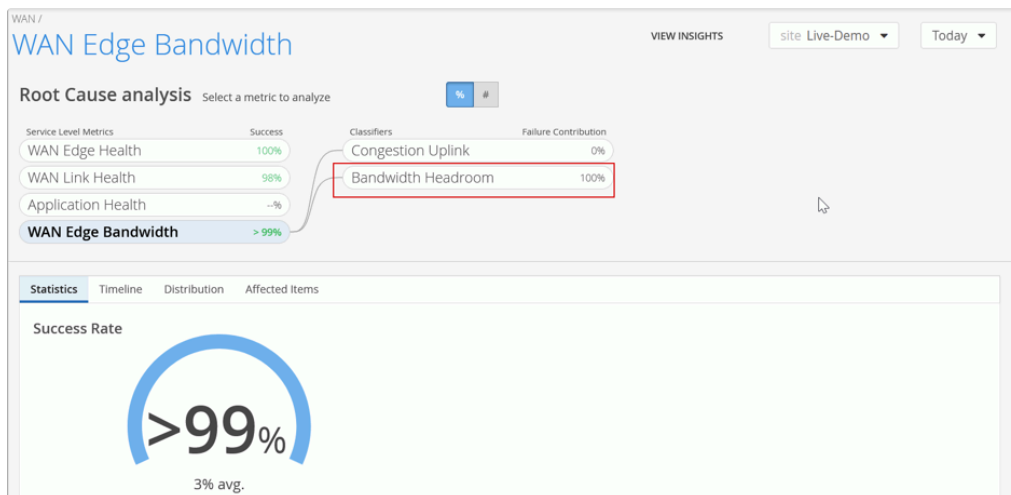 WAN /
WAN Edge Bandwidth
VIEW INSIGHTS
site Live-Demo
Today
Root Cause analysis Select a metric to analyze
% #
Service Level Metrics Success Classifiers Failure Contribution
WAN Edge Health 100% Congestion Uplink 0%
WAN Link Health 98% Bandwidth Headroom 100%
Application Health --%
WAN Edge Bandwidth > 99%
Statistics Timeline Distribution Affected Items
Success Rate
>99%
3% avg.